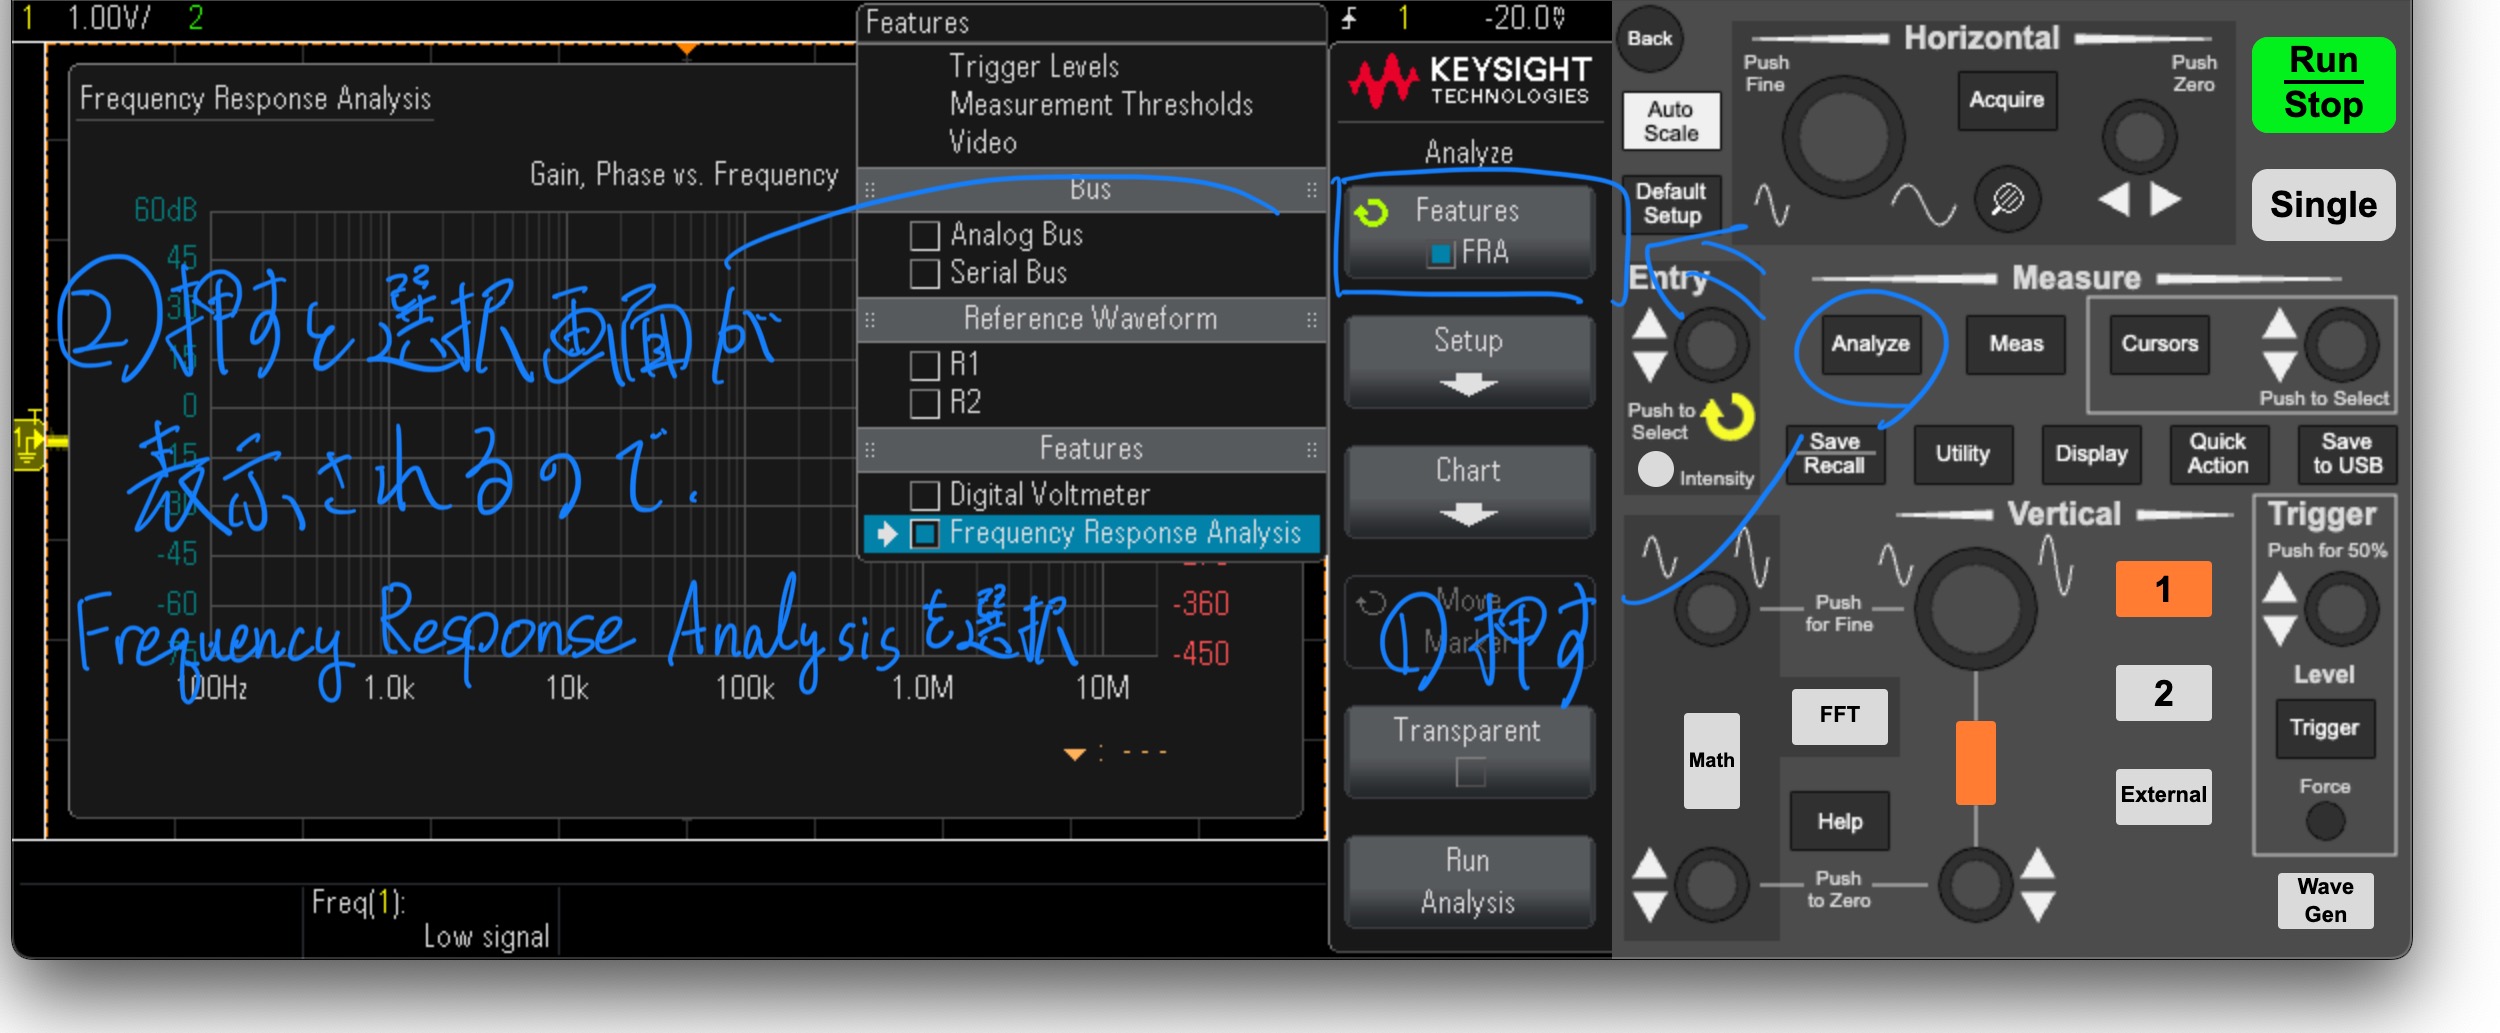 1 1.00V/ 2
1 -20.0mV
Frequency Response Analysis
Gain, Phase vs. Frequency
60dB
45
30
15
0
-15
-30
-45
-60
-75
-360
-450
100Hz 1.0k 10k 100k 1.0M 10M
: ---
Freq(1):
Low signal
Features
Trigger Levels
Measurement Thresholds
Video
Bus
Analog Bus
Serial Bus
Reference Waveform
R1
R2
Features
Digital Voltmeter
Frequency Response Analysis
②押すと選択画面が
表示されるので.
Frequency Response Analysisを選択
KEYSIGHT
TECHNOLOGIES
Analyze
Features
FRA
Setup
Chart
Move
Marker
①押す
Transparent
Run
Analysis
Back
Auto
Scale
Default
Setup
Horizontal
Push
Fine
Acquire
Push
Zero
Run
Stop
Single
Entry
Push to
Select
Intensity
Measure
Analyze
Meas
Cursors
Push to Select
Save
Recall
Utility
Display
Quick
Action
Save
to USB
Vertical
Push
for Fine
1
2
External
FFT
Math
Help
Push
to Zero
Trigger
Push for 50%
Level
Trigger
Force
Wave
Gen